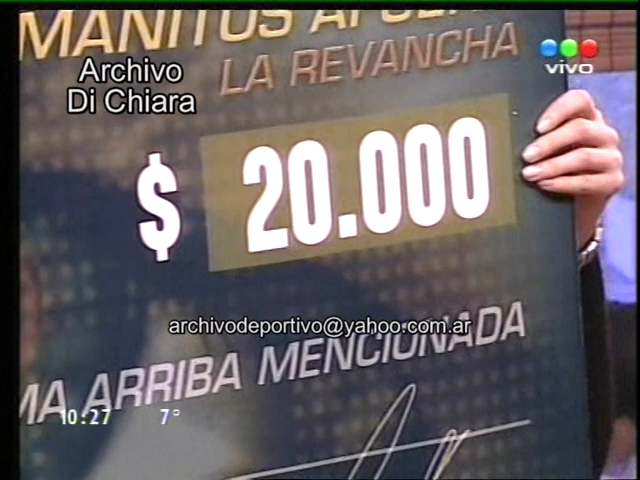 MANITOS
LA REVANCHA
vivo
Archivo
Di Chiara
$ 20.000
archivodeportivo@yahoo.com.ar
MA ARRIBA MENCIONADA
10:27 7°